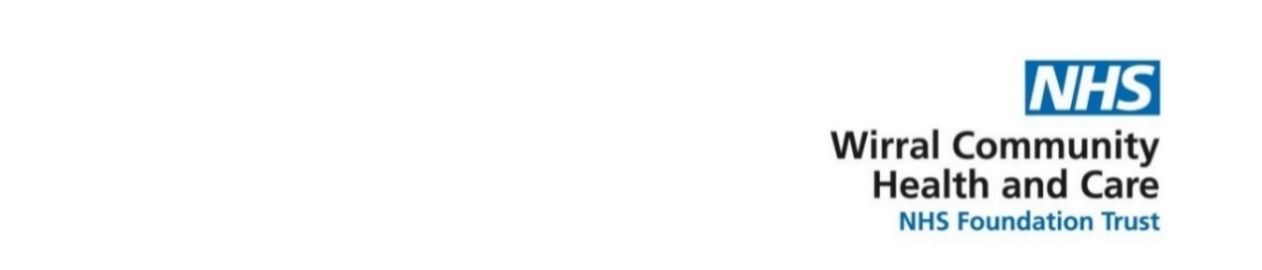 NHS
Wirral Community
Health and Care
NHS Foundation Trust